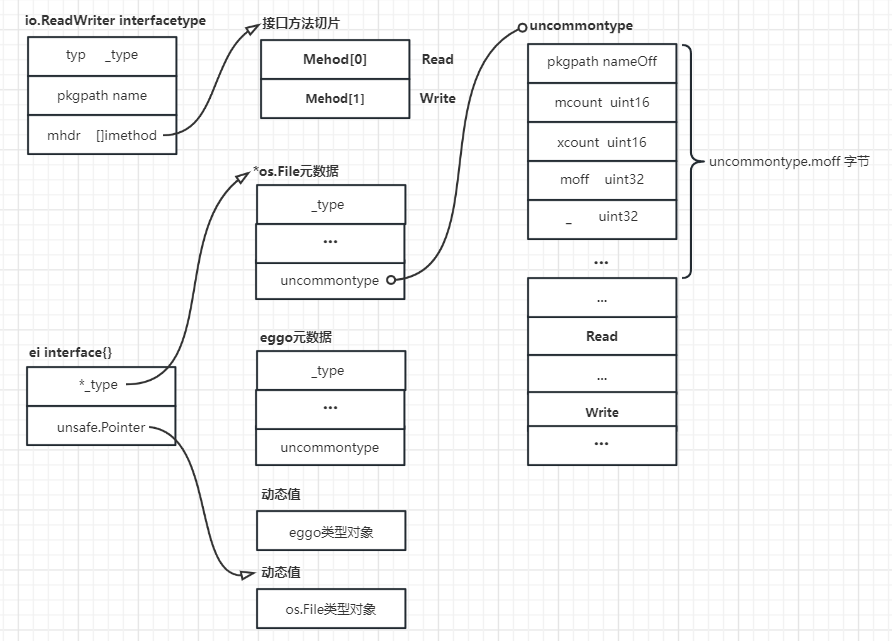 io.ReadWriter interfacetype
typ _type
pkgpath name
mhdr []imethod
接口方法切片
Mehod[0] Read
Mehod[1] Write
*os.File元数据
_type
...
uncommontype
eggo元数据
_type
...
uncommontype
ei interface{}
*_type
unsafe.Pointer
动态值
eggo类型对象
动态值
os.File类型对象
uncommontype
pkgpath nameOff
mcount uint16
xcount uint16
moff uint32
_ uint32
...
uncommontype.moff 字节
...
Read
...
Write
...